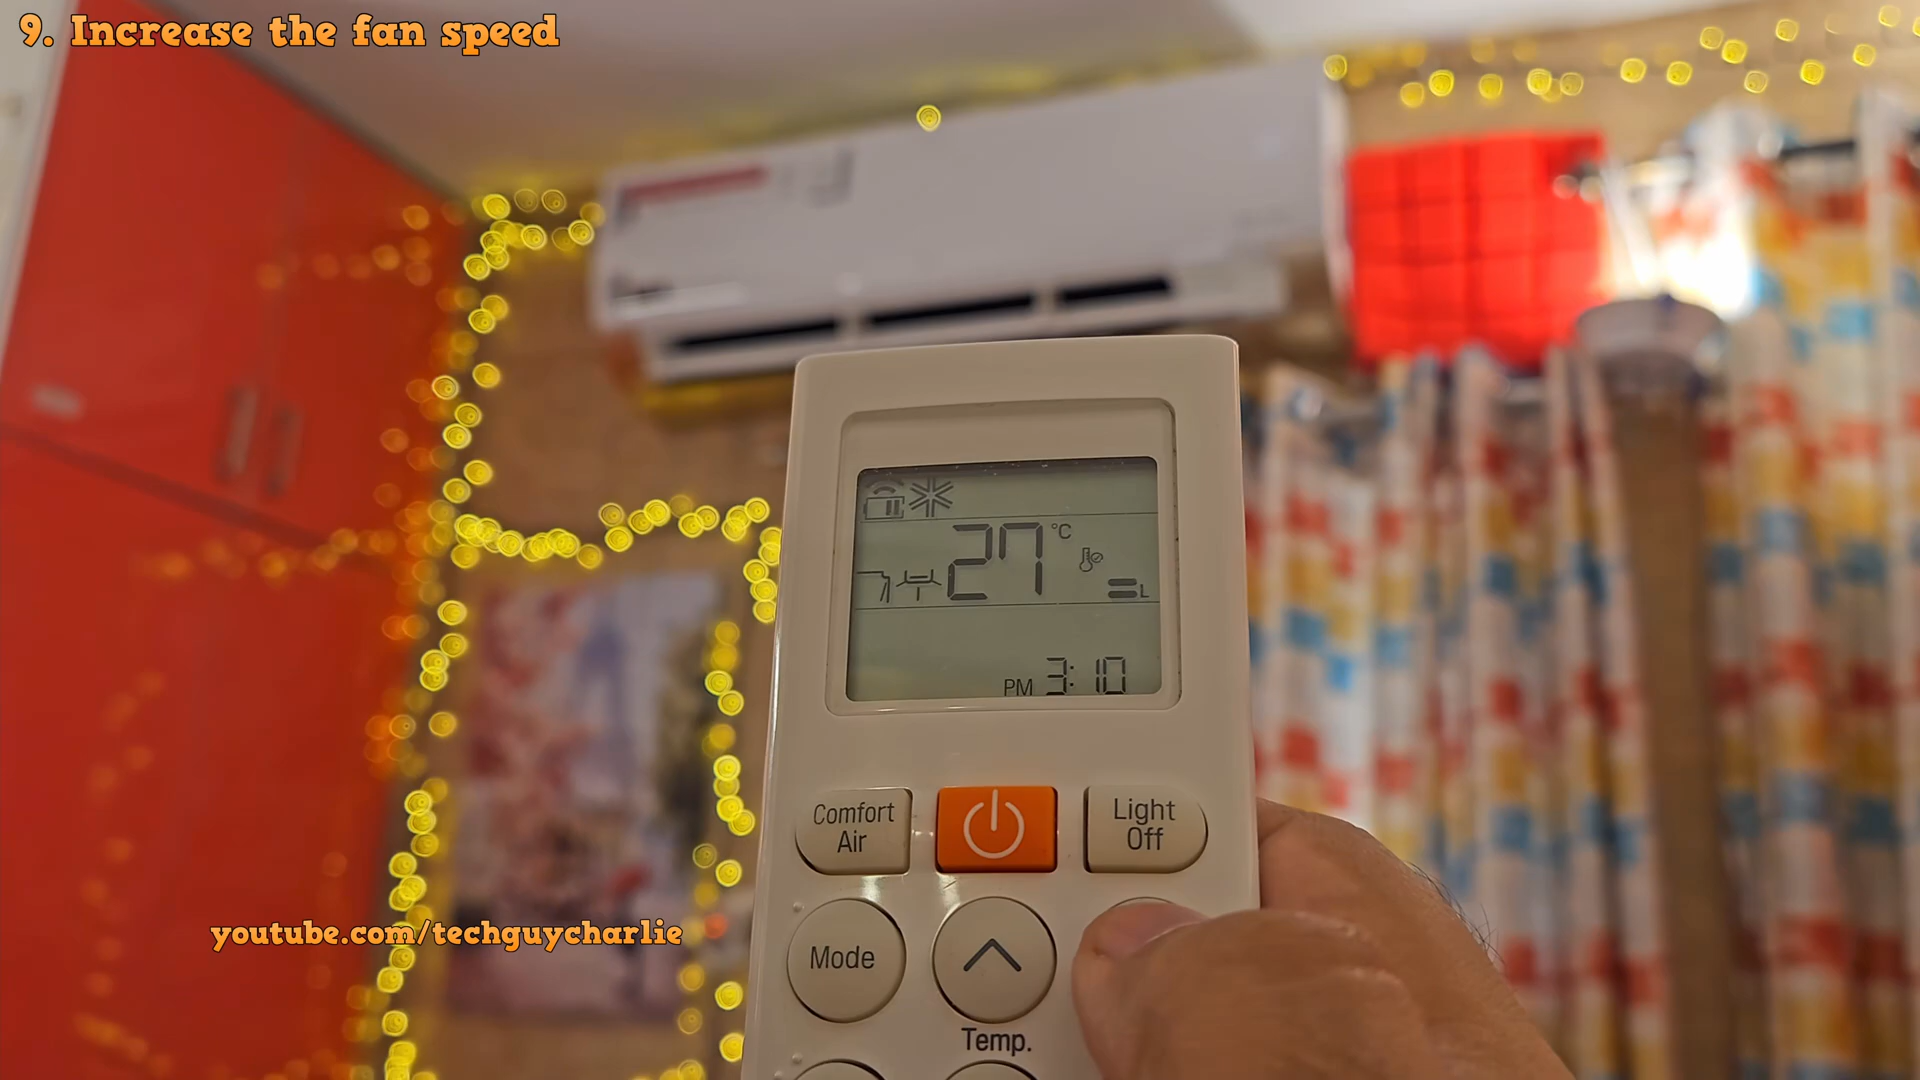 9. Increase the fan speed
27 °C
L
PM 3:10
Comfort
Air
Light
Off
Mode
Temp.
youtube.com/techguycharlie